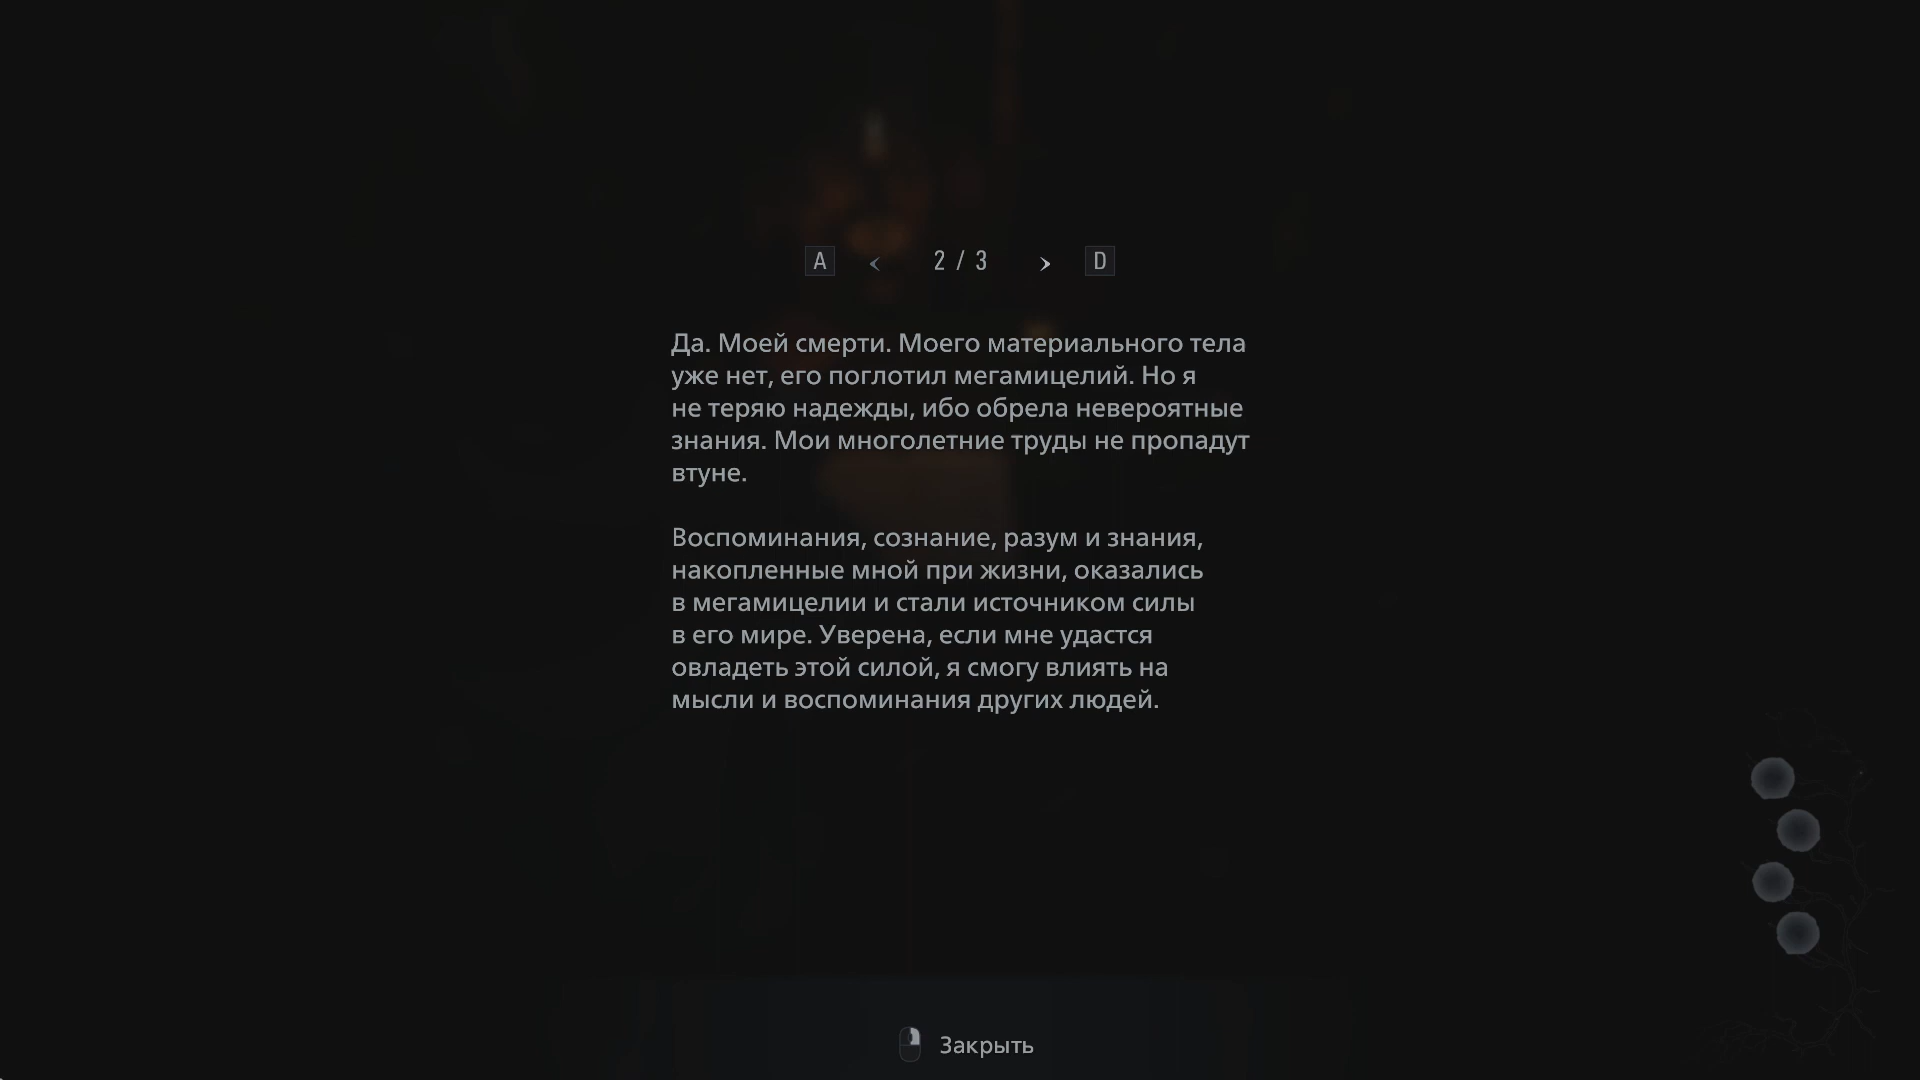 A < 2 / 3 > D
Да. Моей смерти. Моего материального тела
уже нет, его поглотил мегамицелий. Но я
не теряю надежды, ибо обрела невероятные
знания. Мои многолетние труды не пропадут
втуне.
Воспоминания, сознание, разум и знания,
накопленные мной при жизни, оказались
в мегамицелии и стали источником силы
в его мире. Уверена, если мне удастся
овладеть этой силой, я смогу влиять на
мысли и воспоминания других людей.
Закрыть